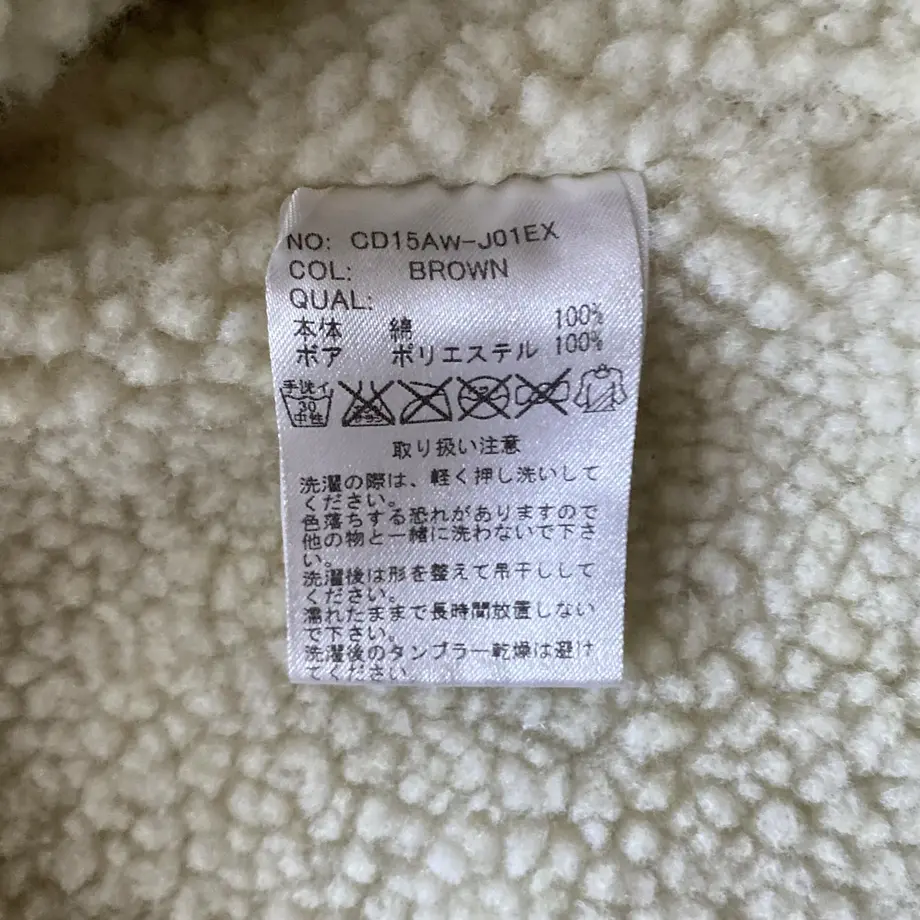 NO: CD15AW-J01EX
COL: BROWN
QUAL:
本体 綿 100%
ボア ポリエステル 100%
手洗イ
30
中性
取り扱い注意
洗濯の際は、軽く押し洗いして
ください。
色落ちする恐れがありますので
他の物と一緒に洗わないで下さ
い。
洗濯後は形を整えて吊干しして
ください。
濡れたままで長時間放置しない
で下さい。
洗濯後のタンブラー乾燥は避け
てください。